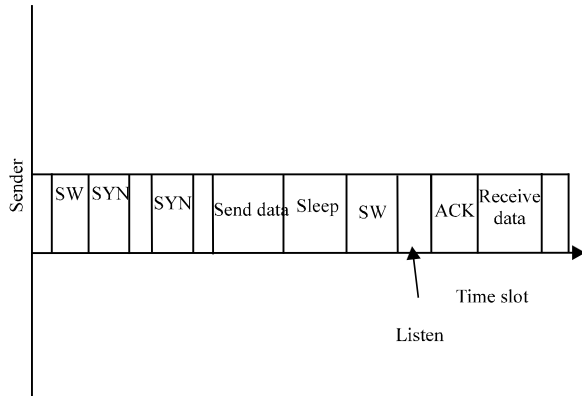 Sender
SW
SYN
SYN
Send data
Sleep
SW
ACK
Receive
data
Time slot
Listen